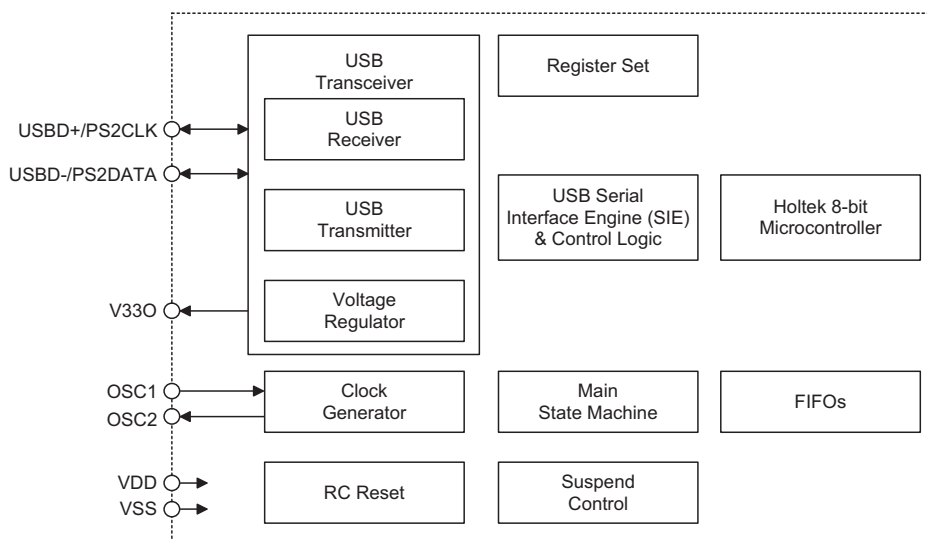 USB
Transceiver
Register Set
USB
Receiver
USBD+/PS2CLK
USBD-/PS2DATA
USB
Transmitter
USB Serial
Interface Engine (SIE)
& Control Logic
Holtek 8-bit
Microcontroller
V33O
Voltage
Regulator
OSC1
OSC2
Clock
Generator
Main
State Machine
FIFOs
VDD
VSS
RC Reset
Suspend
Control